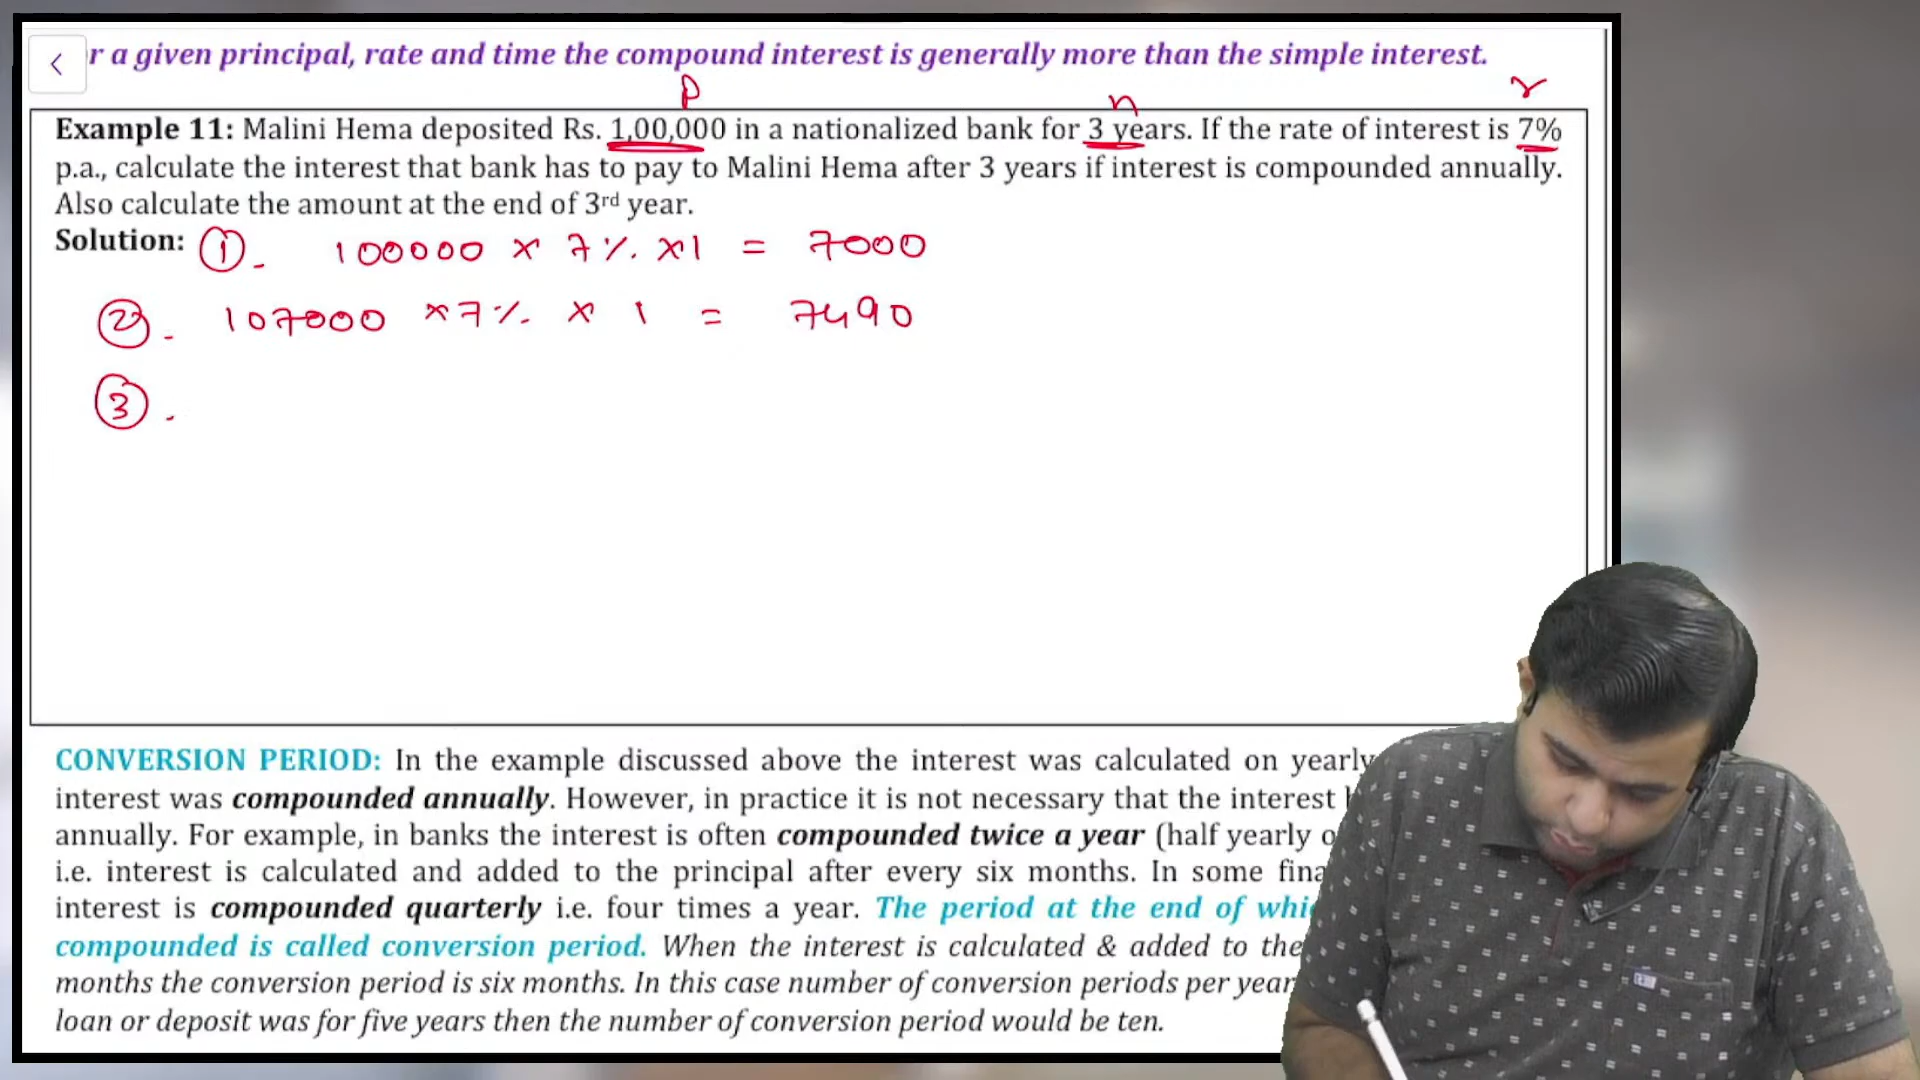 r a given principal, rate and time the compound interest is generally more than the simple interest.
p n r
Example 11: Malini Hema deposited Rs. 1,00,000 in a nationalized bank for 3 years. If the rate of interest is 7%
p.a., calculate the interest that bank has to pay to Malini Hema after 3 years if interest is compounded annually.
Also calculate the amount at the end of 3rd year.
Solution: ①. 100000 × 7% ×1 = 7000
②. 107000 ×7% × 1 = 7490
③.
CONVERSION PERIOD: In the example discussed above the interest was calculated on yearly
interest was compounded annually. However, in practice it is not necessary that the interest
annually. For example, in banks the interest is often compounded twice a year (half yearly o
i.e. interest is calculated and added to the principal after every six months. In some fina
interest is compounded quarterly i.e. four times a year. The period at the end of whi
compounded is called conversion period. When the interest is calculated & added to the
months the conversion period is six months. In this case number of conversion periods per year
loan or deposit was for five years then the number of conversion period would be ten.